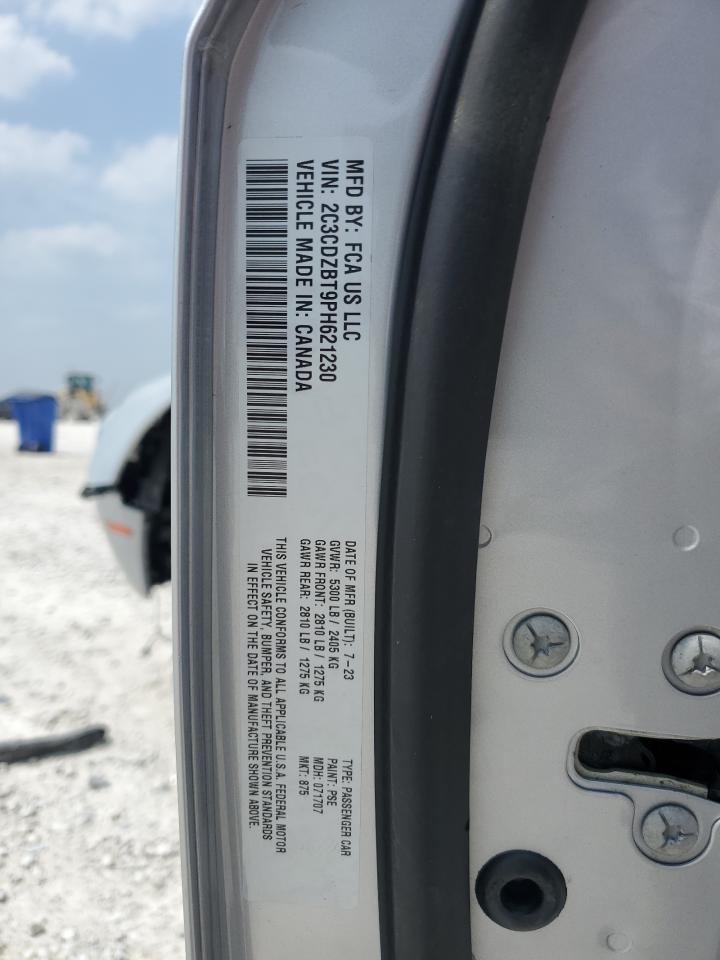 MFD BY: FCA US LLC
VIN: 2C3CDZBT9PH621230
VEHICLE MADE IN: CANADA
DATE OF MFR (BUILT): 7-23
GVWR: 5300 LB / 2405 KG
GAWR FRONT: 2810 LB / 1275 KG
GAWR REAR: 2810 LB / 1275 KG
THIS VEHICLE CONFORMS TO ALL APPLICABLE U.S.A. FEDERAL MOTOR
VEHICLE SAFETY, BUMPER, AND THEFT PREVENTION STANDARDS
IN EFFECT ON THE DATE OF MANUFACTURE SHOWN ABOVE.
TYPE: PASSENGER CAR
PAINT: PSE
MDH: 071707
MKT: 875